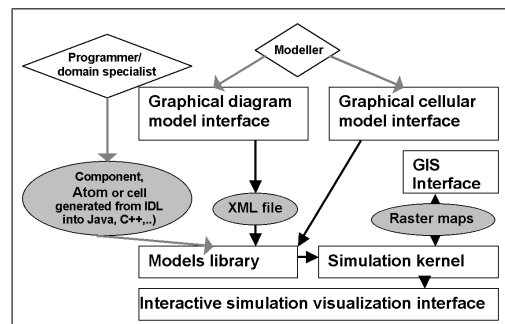 Programmer/
domain specialist
Modeller
Graphical diagram
model interface
Graphical cellular
model interface
Component,
Atom or cell
generated from IDL
into Java, C++,..)
XML file
GIS
Interface
Raster maps
Models library
Simulation kernel
Interactive simulation visualization interface